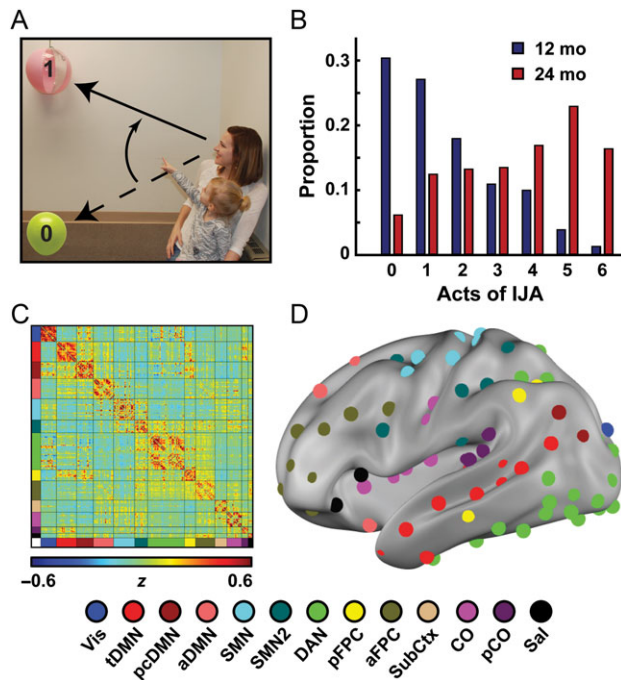 A
1
0
B
Proportion
0.3
0.2
0.1
0
12 mo
24 mo
0 1 2 3 4 5 6
Acts of IJA
C
−0.6 z 0.6
D
Vis
tDMN
pcDMN
aDMN
SMN
SMN2
DAN
pFPC
aFPC
SubCtx
CO
pCO
Sal